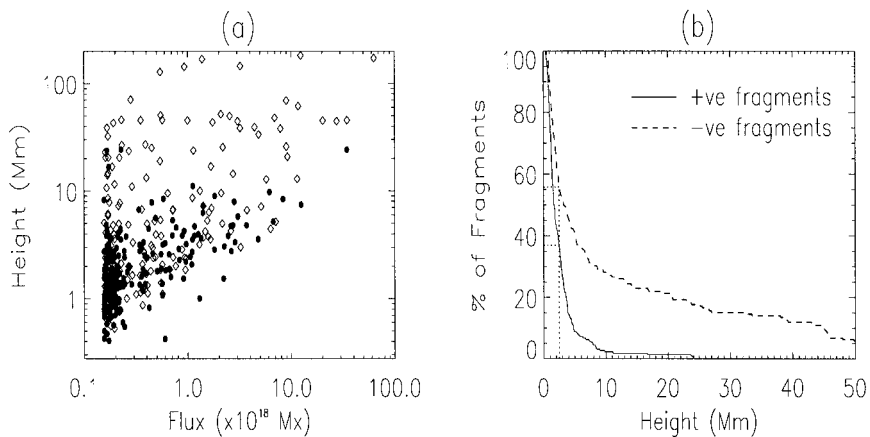 (a)
Height (Mm)
100
10
1
0.1
1.0
10.0
100.0
Flux (x10¹⁸ Mx)
(b)
% of Fragments
100
80
60
40
20
0
+ve fragments
-ve fragments
0
10
20
30
40
50
Height (Mm)